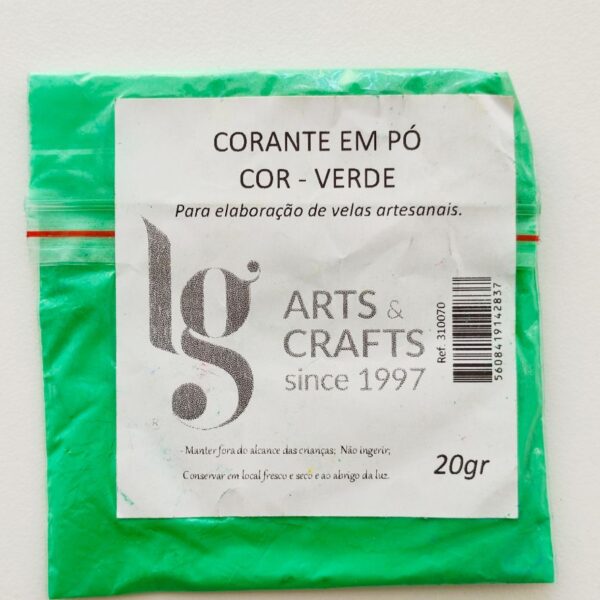 CORANTE EM PÓ
COR - VERDE
Para elaboração de velas artesanais.
lg
ARTS &
CRAFTS
since 1997
Ref. 310070
5608419142837
- Manter fora do alcance das crianças; Não ingerir;
Conservar em local fresco e seco e ao abrigo da luz.
20gr